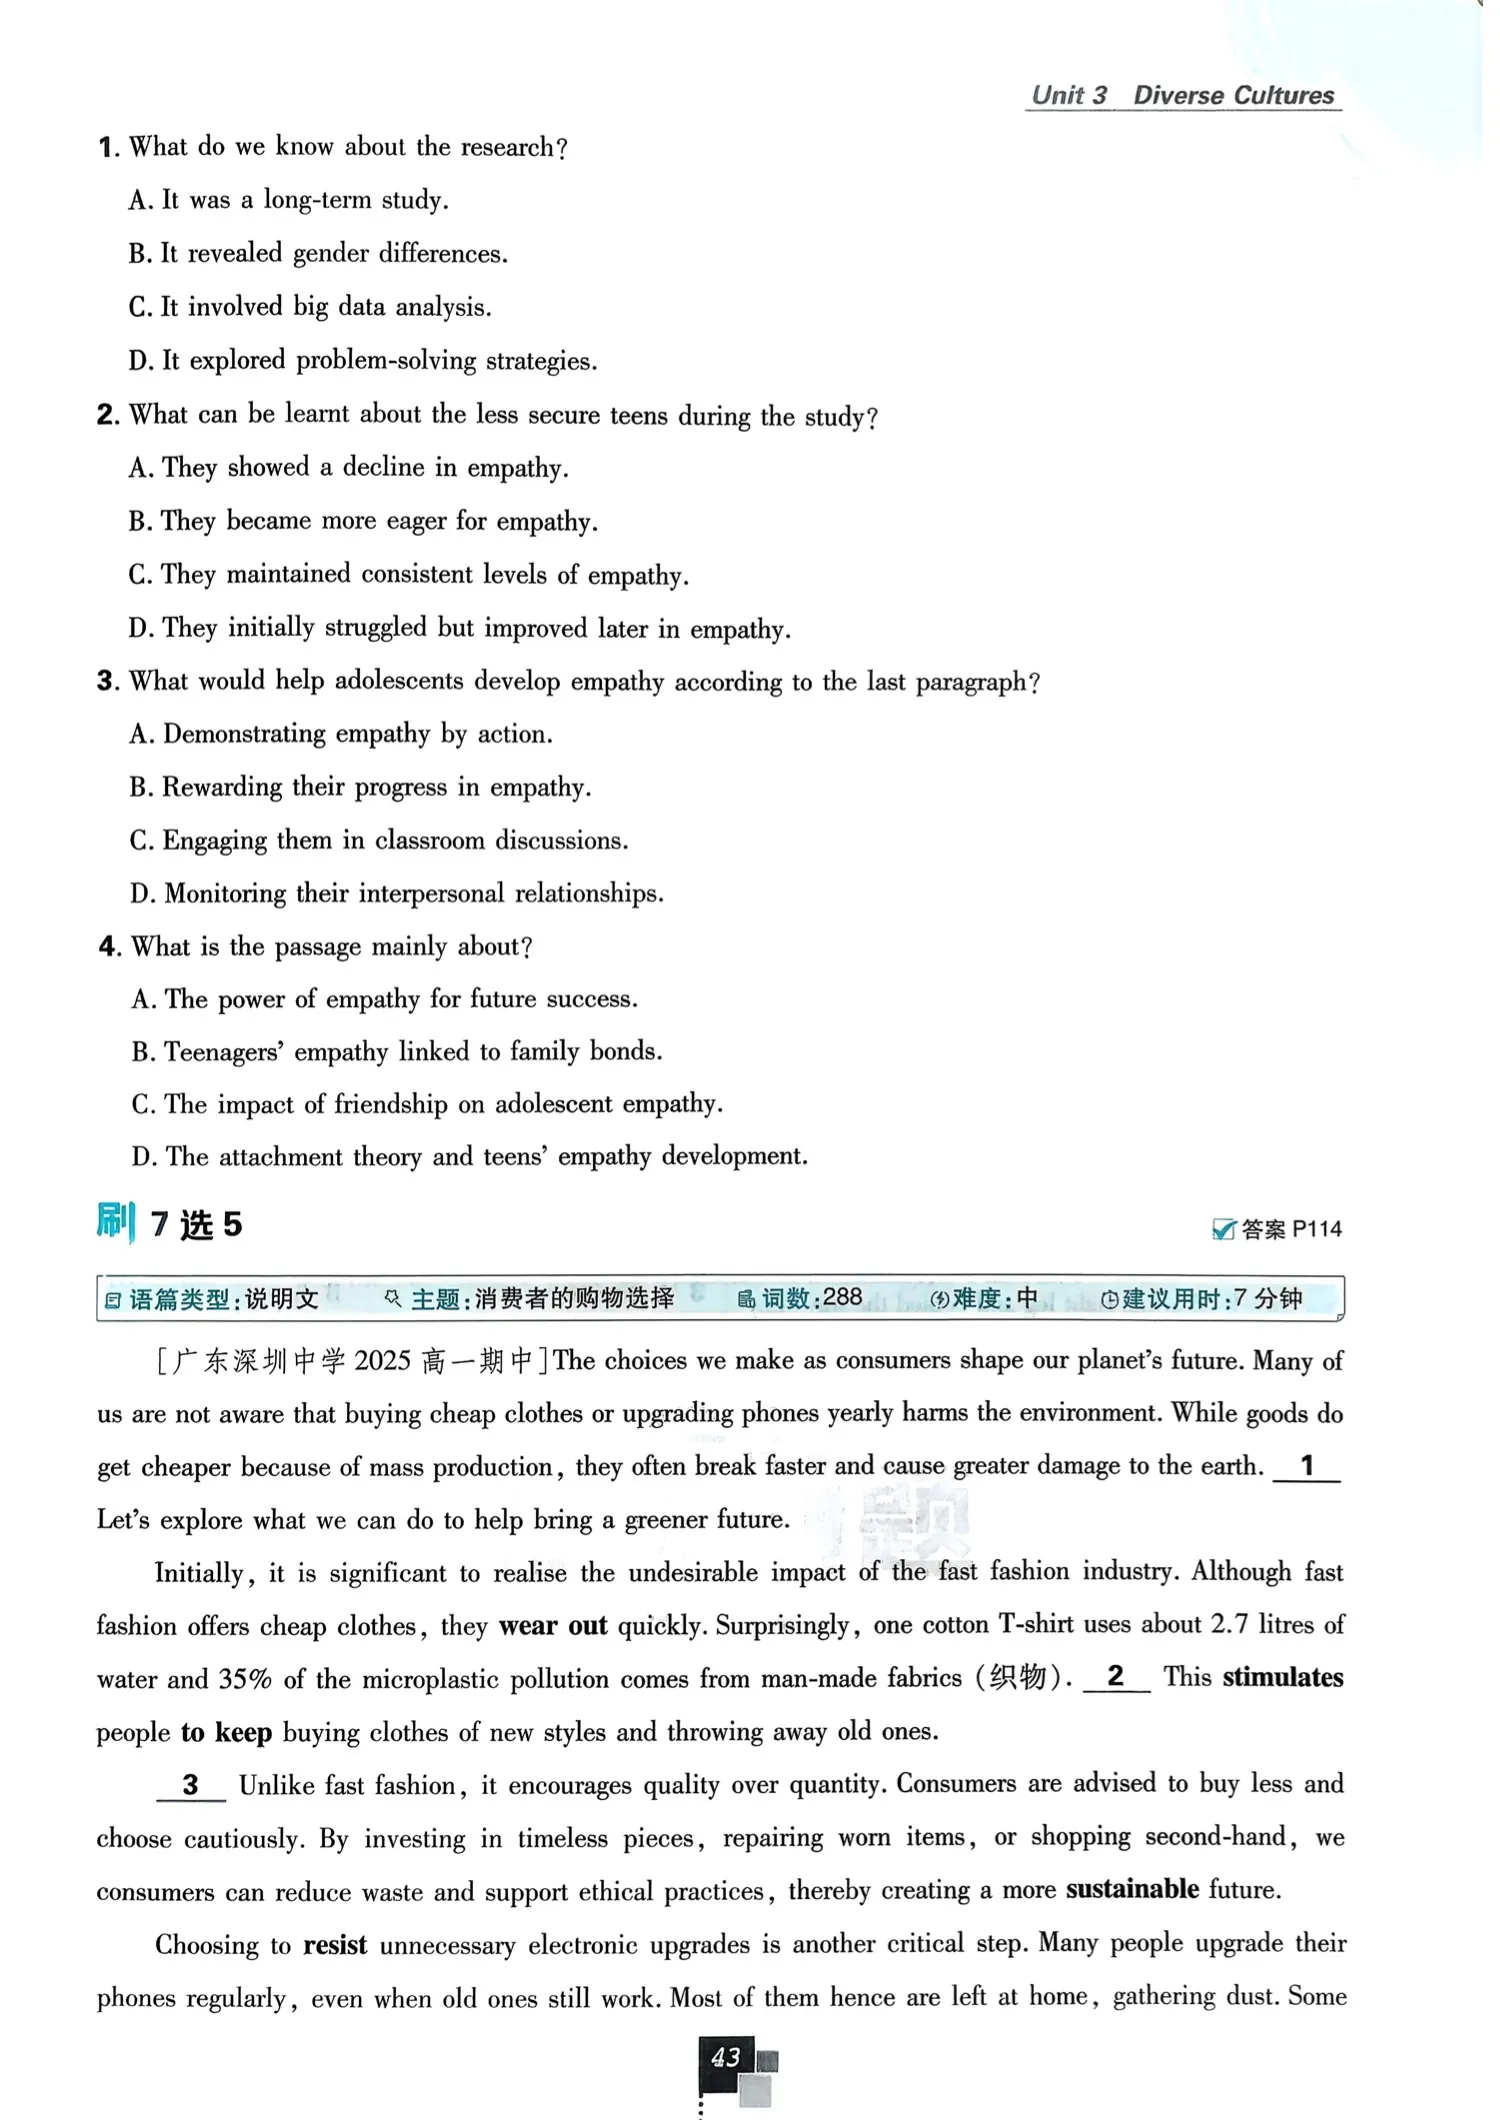 Unit 3 Diverse Cultures
1. What do we know about the research?
A. It was a long-term study.
B. It revealed gender differences.
C. It involved big data analysis.
D. It explored problem-solving strategies.
2. What can be learnt about the less secure teens during the study?
A. They showed a decline in empathy.
B. They became more eager for empathy.
C. They maintained consistent levels of empathy.
D. They initially struggled but improved later in empathy.
3. What would help adolescents develop empathy according to the last paragraph?
A. Demonstrating empathy by action.
B. Rewarding their progress in empathy.
C. Engaging them in classroom discussions.
D. Monitoring their interpersonal relationships.
4. What is the passage mainly about?
A. The power of empathy for future success.
B. Teenagers' empathy linked to family bonds.
C. The impact of friendship on adolescent empathy.
D. The attachment theory and teens' empathy development.
刷 7 选 5 答案 P114
语篇类型:说明文 主题:消费者的购物选择 词数:288 难度:中 建议用时:7 分钟
[广东深圳中学 2025 高一期中]The choices we make as consumers shape our planet's future. Many of
us are not aware that buying cheap clothes or upgrading phones yearly harms the environment. While goods do
get cheaper because of mass production, they often break faster and cause greater damage to the earth. 1
Let's explore what we can do to help bring a greener future.
Initially, it is significant to realise the undesirable impact of the fast fashion industry. Although fast
fashion offers cheap clothes, they wear out quickly. Surprisingly, one cotton T-shirt uses about 2.7 litres of
water and 35% of the microplastic pollution comes from man-made fabrics (织物). 2 This stimulates
people to keep buying clothes of new styles and throwing away old ones.
3 Unlike fast fashion, it encourages quality over quantity. Consumers are advised to buy less and
choose cautiously. By investing in timeless pieces, repairing worn items, or shopping second-hand, we
consumers can reduce waste and support ethical practices, thereby creating a more sustainable future.
Choosing to resist unnecessary electronic upgrades is another critical step. Many people upgrade their
phones regularly, even when old ones still work. Most of them hence are left at home, gathering dust. Some
43